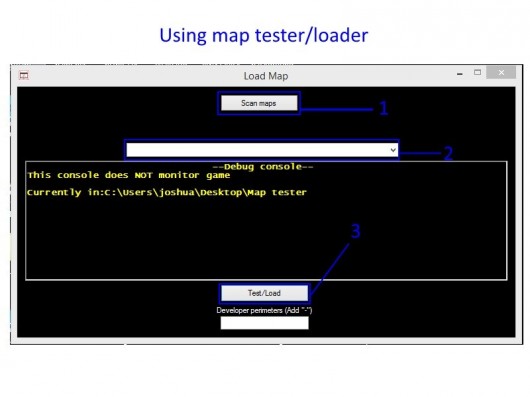 Using map tester/loader
Load Map
Scan maps
1
2
--Debug console--
This console does NOT monitor game
Currently in:C:\Users\joshua\Desktop\Map tester
3
Test/Load
Developer perimeters (Add "-")